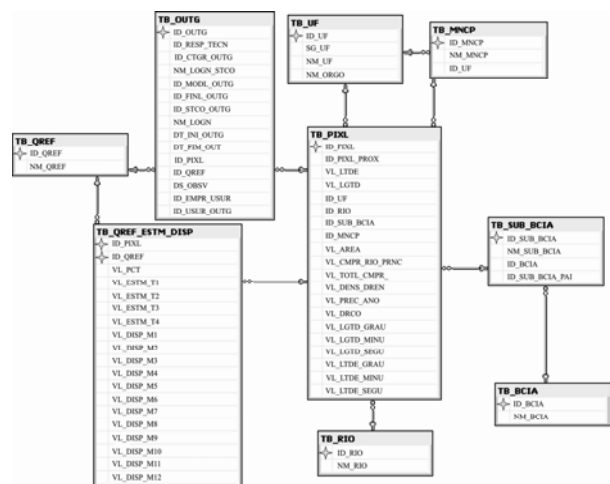 TB_OUTG
ID_OUTG
ID_RESP_TECN
ID_CTGR_OUTG
NM_LOGN_STCO
ID_MODL_OUTG
ID_FINL_OUTG
ID_STCO_OUTG
NM_LOGN
DT_INI_OUTG
DT_FIM_OUT
ID_PIXL
ID_QREF
DS_OBSV
ID_EMPR_USUR
ID_USUR_OUTG
TB_UF
ID_UF
SG_UF
NM_UF
NM_ORGO
TB_MNCP
ID_MNCP
NM_MNCP
ID_UF
TB_QREF
ID_QREF
NM_QREF
TB_PIXL
ID_PIXL
ID_PIXL_PROX
VL_LTDE
VL_LGTD
ID_UF
ID_RIO
ID_SUB_BCIA
ID_MNCP
VL_AREA
VL_CMPR_RIO_PRNC
VL_TOTL_CMPR_
VL_DENS_DREN
VL_PREC_ANO
VL_DRCO
VL_LGTD_GRAU
VL_LGTD_MINU
VL_LGTD_SEGU
VL_LTDE_GRAU
VL_LTDE_MINU
VL_LTDE_SEGU
TB_QREF_ESTM_DISP
ID_PIXL
ID_QREF
VL_PCT
VL_ESTM_T1
VL_ESTM_T2
VL_ESTM_T3
VL_ESTM_T4
VL_DISP_M1
VL_DISP_M2
VL_DISP_M3
VL_DISP_M4
VL_DISP_M5
VL_DISP_M6
VL_DISP_M7
VL_DISP_M8
VL_DISP_M9
VL_DISP_M10
VL_DISP_M11
VL_DISP_M12
TB_SUB_BCIA
ID_SUB_BCIA
NM_SUB_BCIA
ID_BCIA
ID_SUB_BCIA_PAI
TB_BCIA
ID_BCIA
NM_BCIA
TB_RIO
ID_RIO
NM_RIO